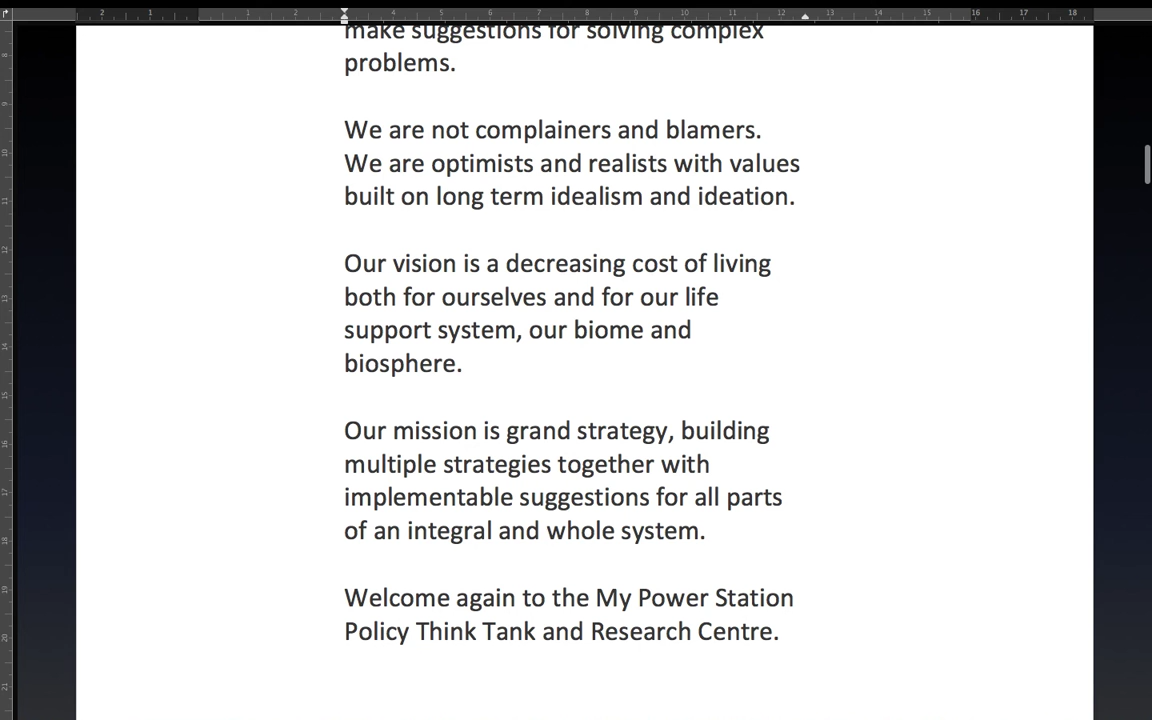 make suggestions for solving complex
problems.
We are not complainers and blamers.
We are optimists and realists with values
built on long term idealism and ideation.
Our vision is a decreasing cost of living
both for ourselves and for our life
support system, our biome and
biosphere.
Our mission is grand strategy, building
multiple strategies together with
implementable suggestions for all parts
of an integral and whole system.
Welcome again to the My Power Station
Policy Think Tank and Research Centre.